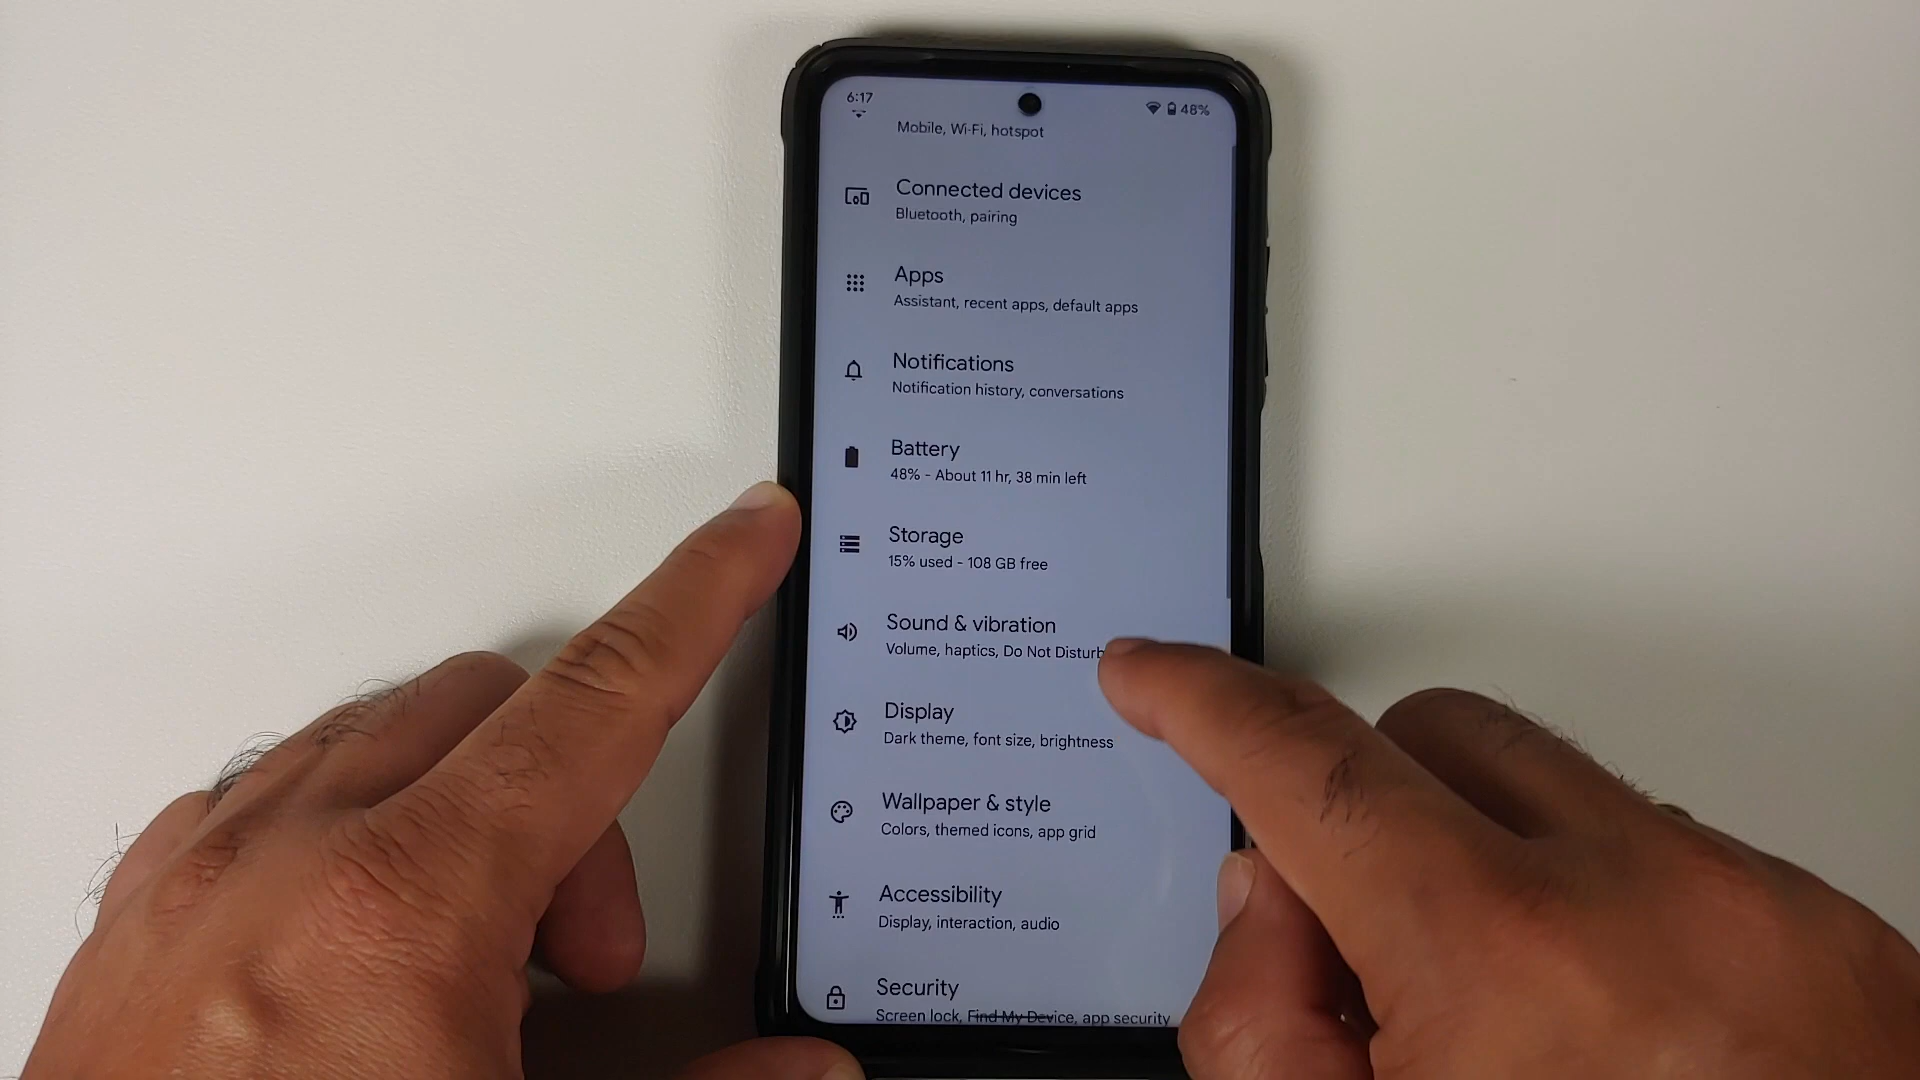 6:17
48%
Mobile, Wi-Fi, hotspot
Connected devices
Bluetooth, pairing
Apps
Assistant, recent apps, default apps
Notifications
Notification history, conversations
Battery
48% - About 11 hr, 38 min left
Storage
15% used - 108 GB free
Sound & vibration
Volume, haptics, Do Not Disturb
Display
Dark theme, font size, brightness
Wallpaper & style
Colors, themed icons, app grid
Accessibility
Display, interaction, audio
Security
Screen lock, Find My Device, app security